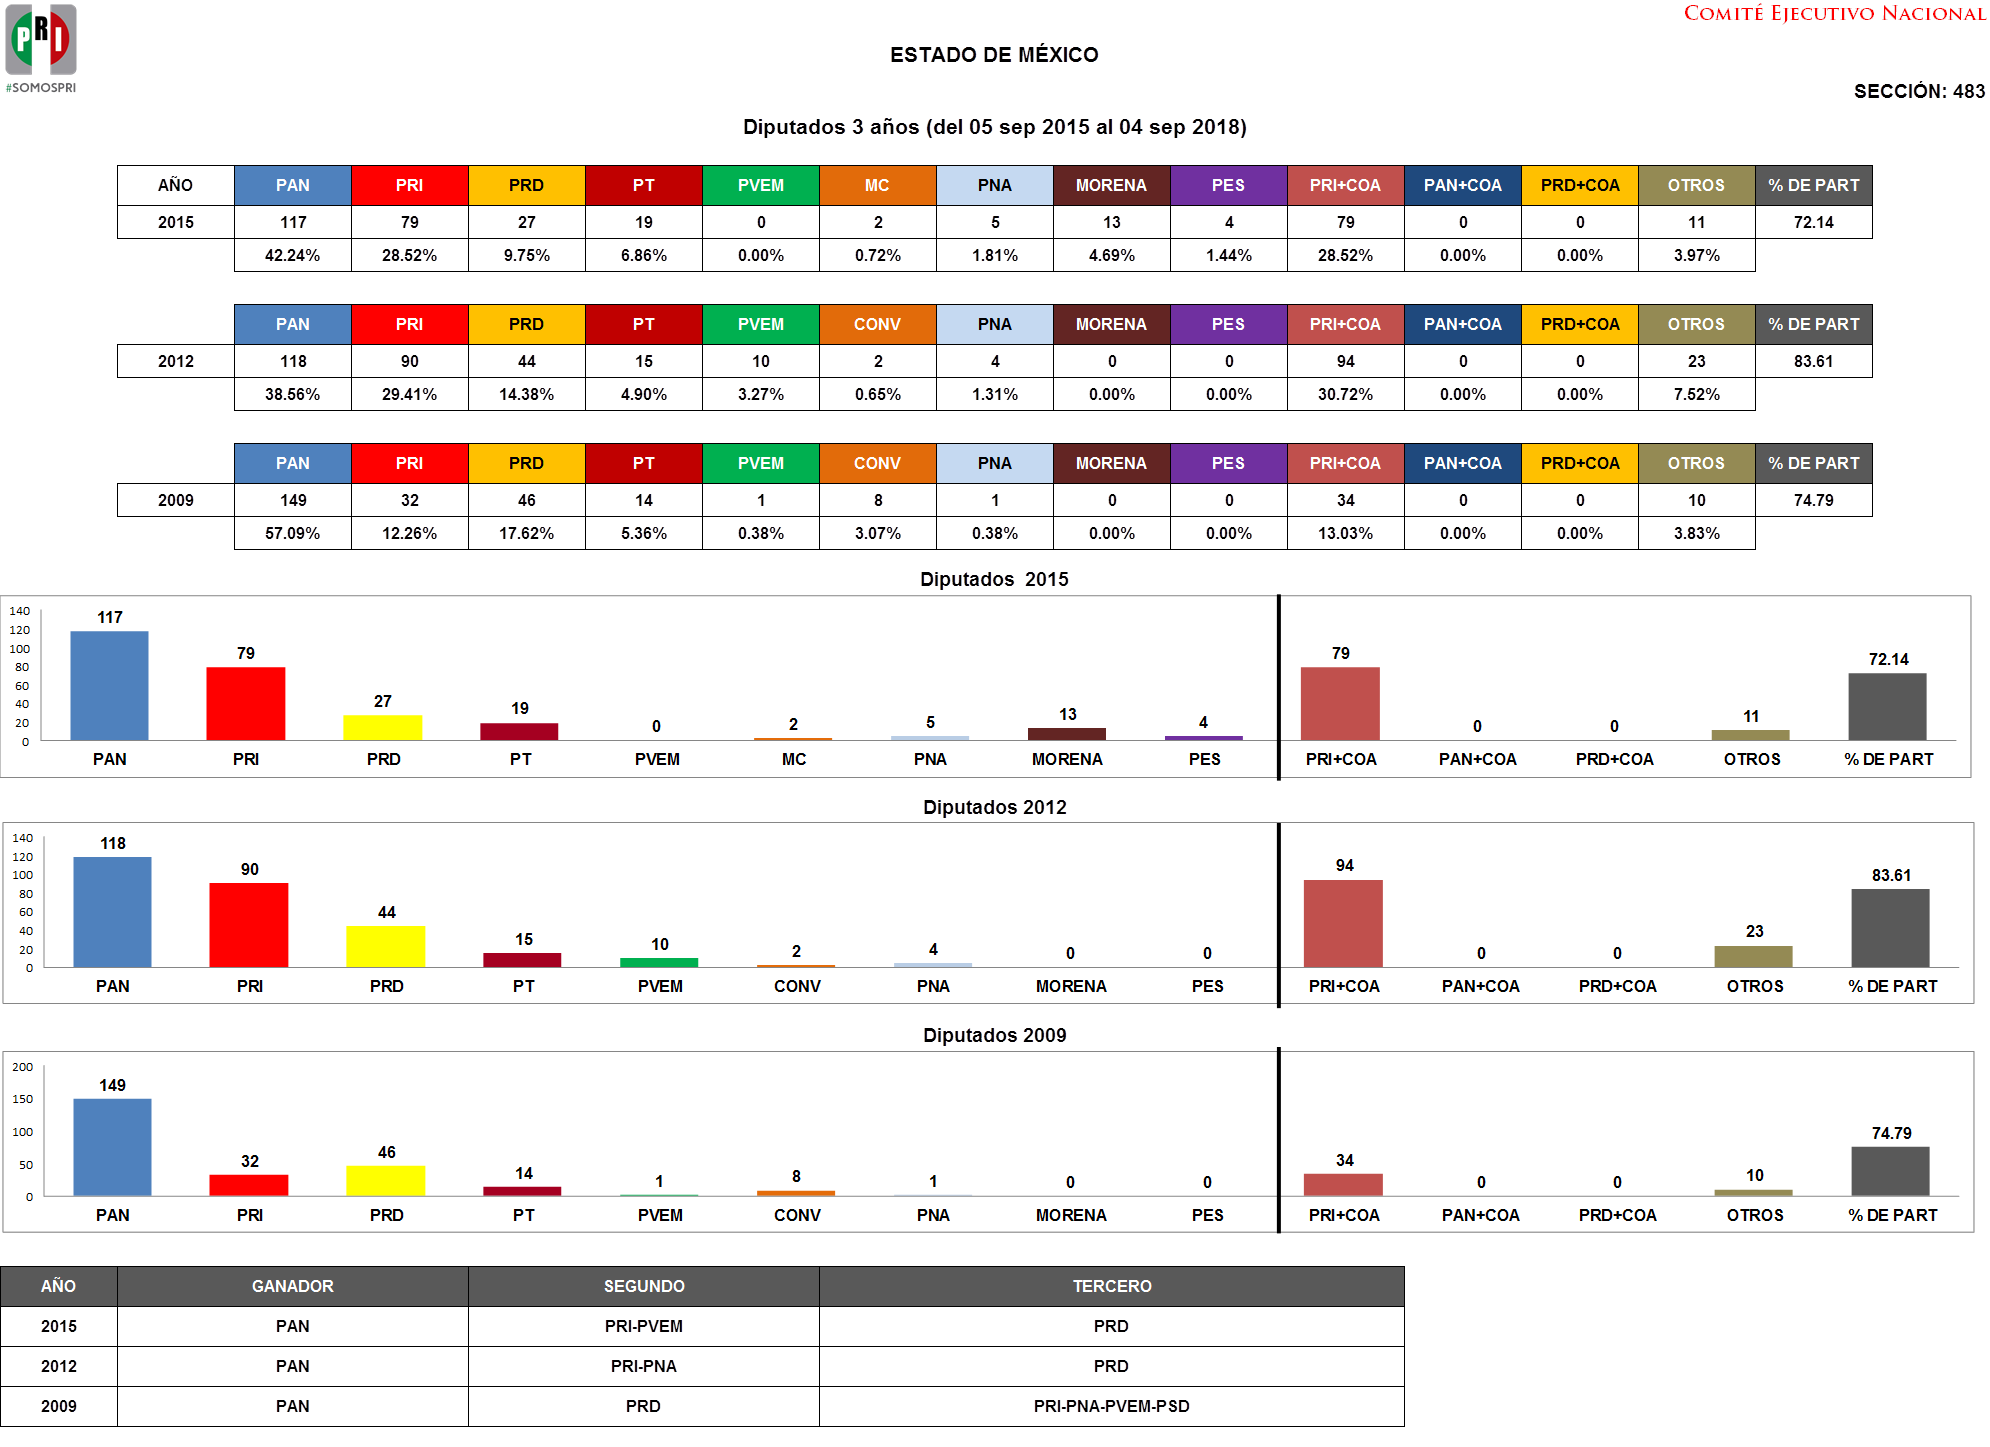 PRI
#SOMOSPRI
COMITÉ EJECUTIVO NACIONAL
ESTADO DE MÉXICO
SECCIÓN: 483
Diputados 3 años (del 05 sep 2015 al 04 sep 2018)
AÑO PAN PRI PRD PT PVEM MC PNA MORENA PES PRI+COA PAN+COA PRD+COA OTROS % DE PART
2015 117 79 27 19 0 2 5 13 4 79 0 0 11 72.14
42.24% 28.52% 9.75% 6.86% 0.00% 0.72% 1.81% 4.69% 1.44% 28.52% 0.00% 0.00% 3.97%
PAN PRI PRD PT PVEM CONV PNA MORENA PES PRI+COA PAN+COA PRD+COA OTROS % DE PART
2012 118 90 44 15 10 2 4 0 0 94 0 0 23 83.61
38.56% 29.41% 14.38% 4.90% 3.27% 0.65% 1.31% 0.00% 0.00% 30.72% 0.00% 0.00% 7.52%
PAN PRI PRD PT PVEM CONV PNA MORENA PES PRI+COA PAN+COA PRD+COA OTROS % DE PART
2009 149 32 46 14 1 8 1 0 0 34 0 0 10 74.79
57.09% 12.26% 17.62% 5.36% 0.38% 3.07% 0.38% 0.00% 0.00% 13.03% 0.00% 0.00% 3.83%
Diputados 2015
140
120
100
80
60
40
20
0
117 79 27 19 0 2 5 13 4 79 0 0 11 72.14
PAN PRI PRD PT PVEM MC PNA MORENA PES PRI+COA PAN+COA PRD+COA OTROS % DE PART
Diputados 2012
140
120
100
80
60
40
20
0
118 90 44 15 10 2 4 0 0 94 0 0 23 83.61
PAN PRI PRD PT PVEM CONV PNA MORENA PES PRI+COA PAN+COA PRD+COA OTROS % DE PART
Diputados 2009
200
150
100
50
0
149 32 46 14 1 8 1 0 0 34 0 0 10 74.79
PAN PRI PRD PT PVEM CONV PNA MORENA PES PRI+COA PAN+COA PRD+COA OTROS % DE PART
AÑO GANADOR SEGUNDO TERCERO
2015 PAN PRI-PVEM PRD
2012 PAN PRI-PNA PRD
2009 PAN PRD PRI-PNA-PVEM-PSD